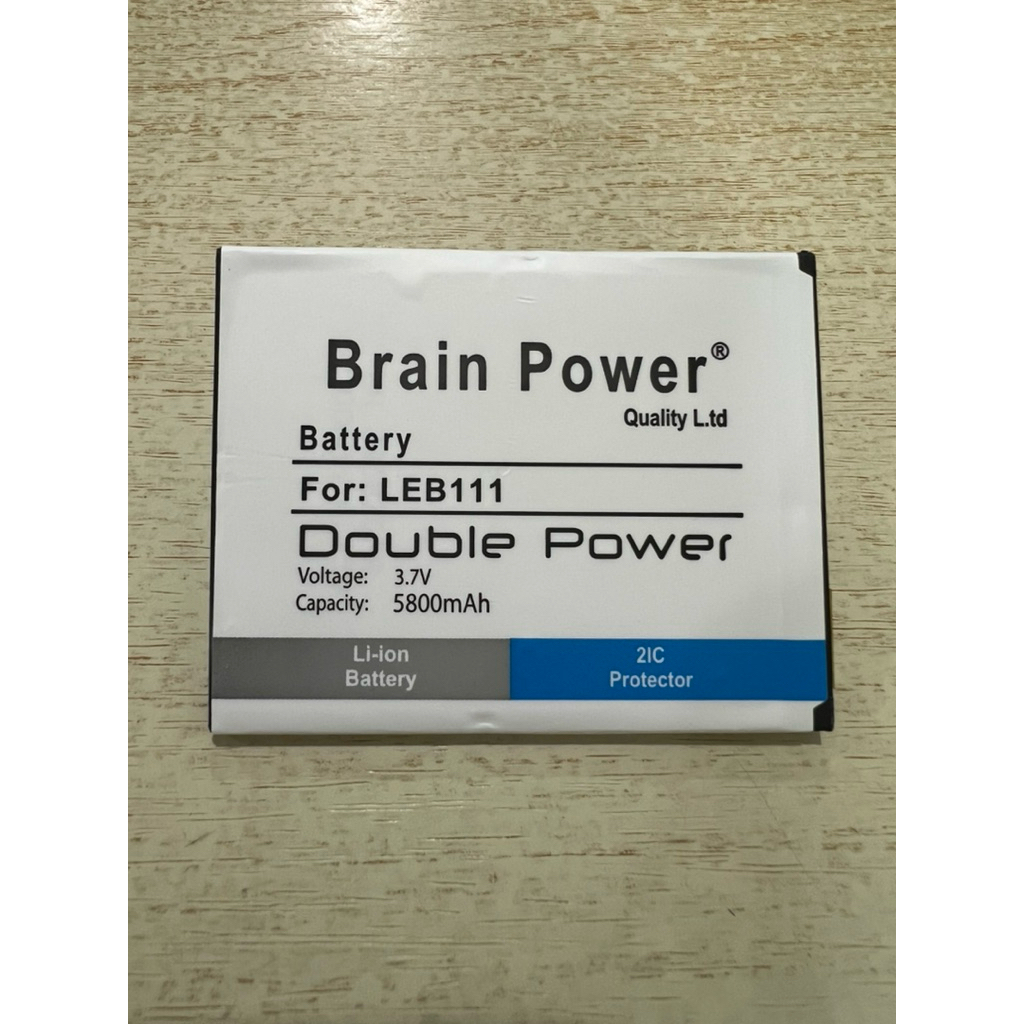 Brain Power®
Quality L.td
Battery
For: LEB111
Double Power
Voltage: 3.7V
Capacity: 5800mAh
Li-ion
Battery
2IC
Protector